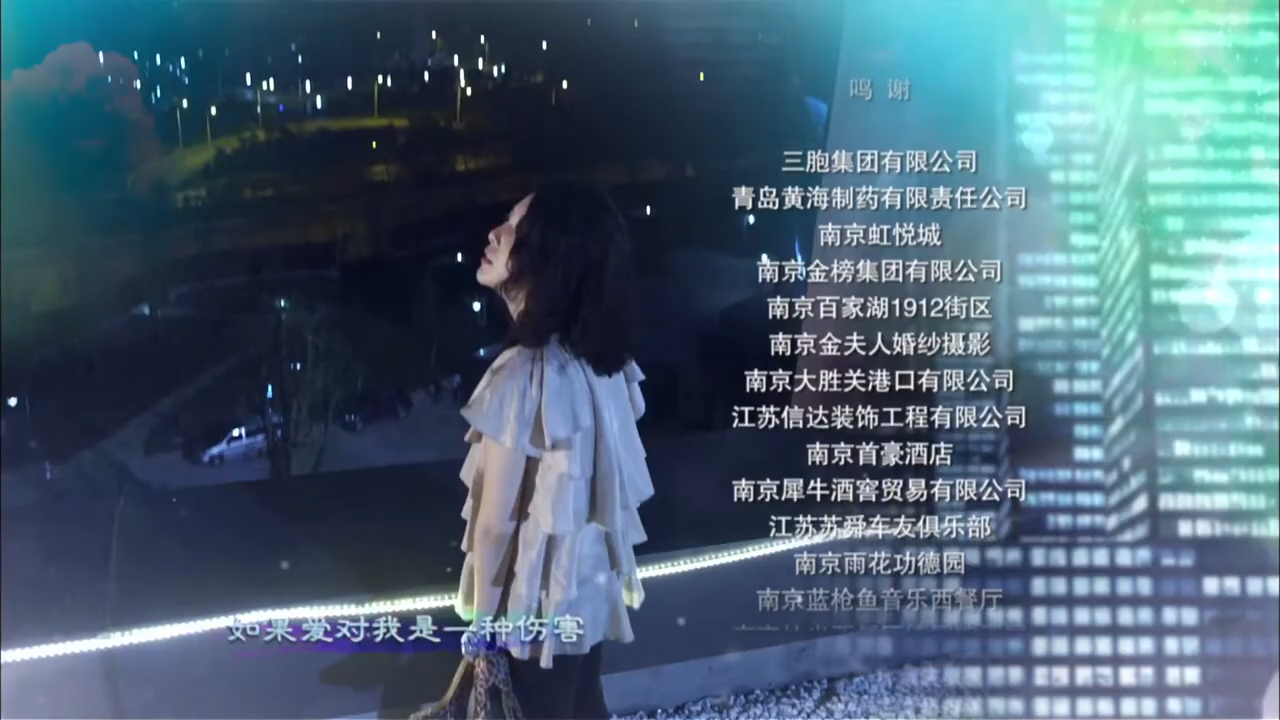 鸣 谢
三胞集团有限公司
青岛黄海制药有限责任公司
南京虹悦城
南京金榜集团有限公司
南京百家湖1912街区
南京金夫人婚纱摄影
南京大胜关港口有限公司
江苏信达装饰工程有限公司
南京首豪酒店
南京犀牛酒窖贸易有限公司
江苏苏舜车友俱乐部
南京雨花功德园
南京蓝枪鱼音乐西餐厅
如果爱对我是一种伤害